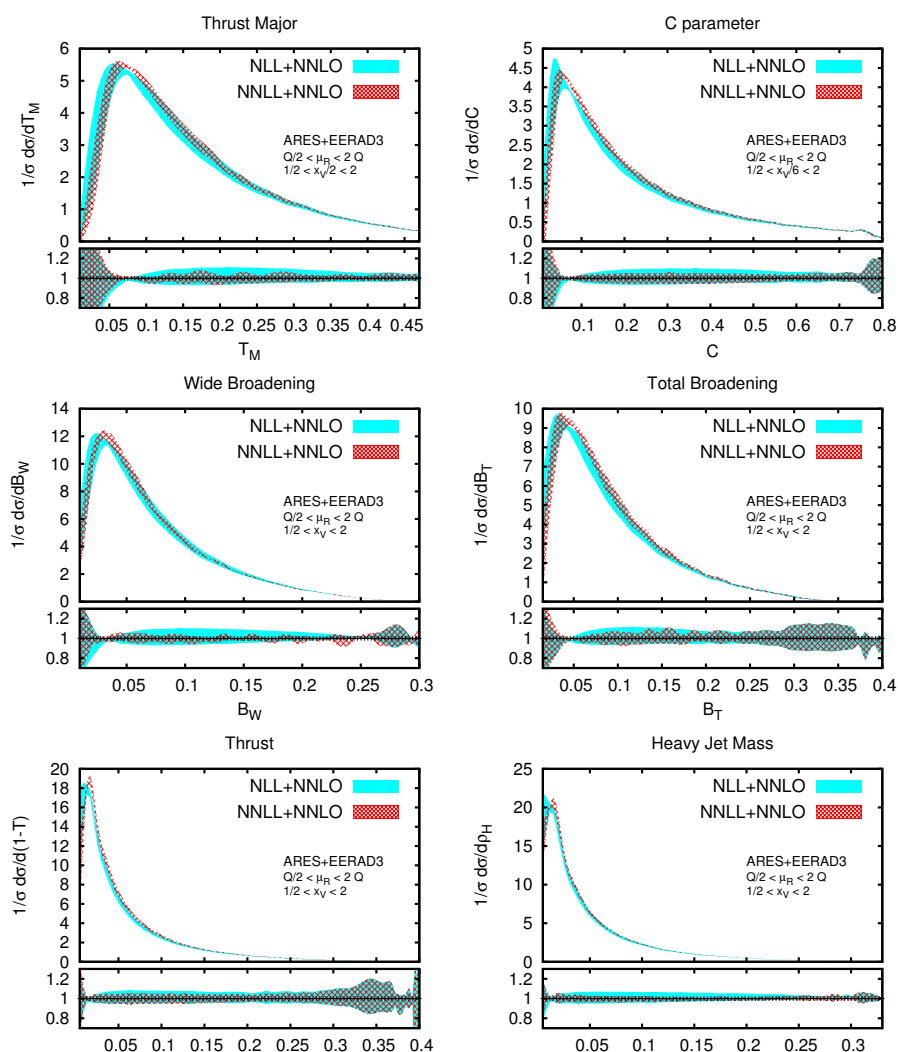 Thrust Major
6
5
4
3
2
1
0
1/σ dσ/dT_M
NLL+NNLO
NNLL+NNLO
ARES+EERAD3
Q/2 < μ_R < 2 Q
1/2 < x_V/2 < 2
1.2
1
0.8
0.05 0.1 0.15 0.2 0.25 0.3 0.35 0.4 0.45
T_M
C parameter
5
4.5
4
3.5
3
2.5
2
1.5
1
0.5
0
1/σ dσ/dC
NLL+NNLO
NNLL+NNLO
ARES+EERAD3
Q/2 < μ_R < 2 Q
1/2 < x_V/6 < 2
1.2
1
0.8
0.1 0.2 0.3 0.4 0.5 0.6 0.7 0.8
C
Wide Broadening
14
12
10
8
6
4
2
0
1/σ dσ/dB_W
NLL+NNLO
NNLL+NNLO
ARES+EERAD3
Q/2 < μ_R < 2 Q
1/2 < x_V < 2
1.2
1
0.8
0.05 0.1 0.15 0.2 0.25 0.3
B_W
Total Broadening
10
9
8
7
6
5
4
3
2
1
0
1/σ dσ/dB_T
NLL+NNLO
NNLL+NNLO
ARES+EERAD3
Q/2 < μ_R < 2 Q
1/2 < x_V < 2
1.2
1
0.8
0.05 0.1 0.15 0.2 0.25 0.3 0.35 0.4
B_T
Thrust
20
18
16
14
12
10
8
6
4
2
0
1/σ dσ/d(1-T)
NLL+NNLO
NNLL+NNLO
ARES+EERAD3
Q/2 < μ_R < 2 Q
1/2 < x_V < 2
1.2
1
0.8
0.05 0.1 0.15 0.2 0.25 0.3 0.35 0.4
Heavy Jet Mass
25
20
15
10
5
0
1/σ dσ/dρ_H
NLL+NNLO
NNLL+NNLO
ARES+EERAD3
Q/2 < μ_R < 2 Q
1/2 < x_V < 2
1.2
1
0.8
0.05 0.1 0.15 0.2 0.25 0.3